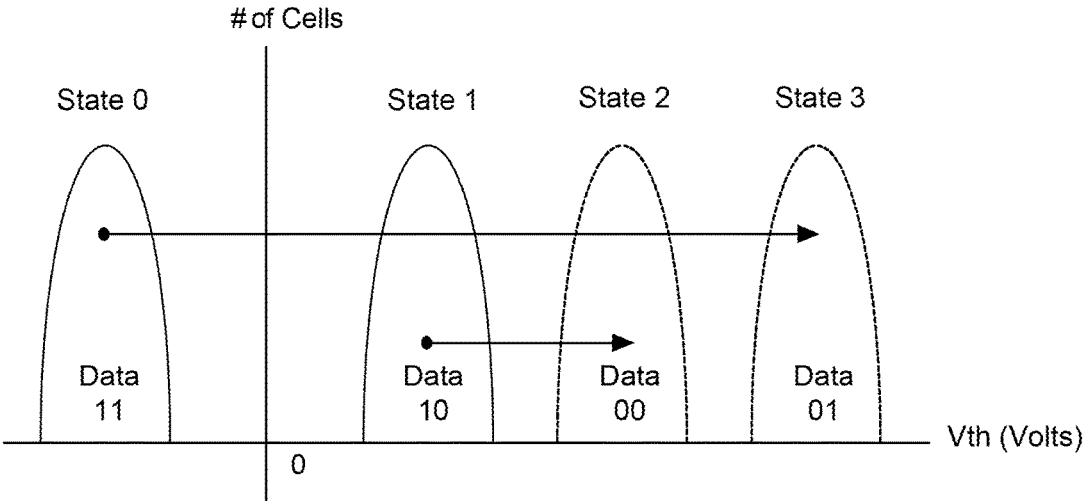 # of Cells
State 0
State 1
State 2
State 3
Data
11
Data
10
Data
00
Data
01
0
Vth (Volts)